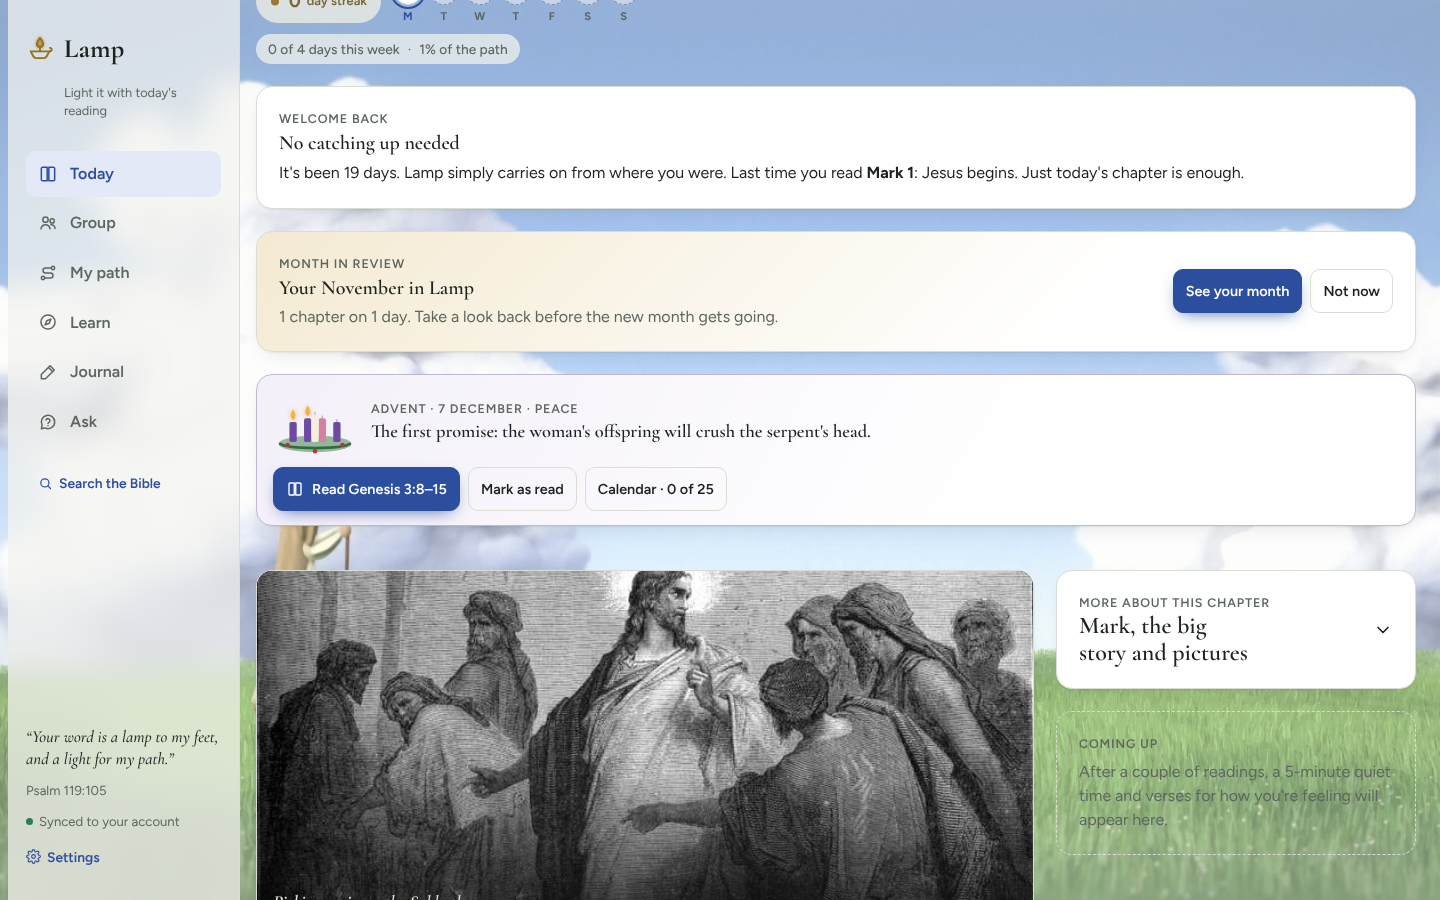 Lamp
Light it with today's
reading
Today
Group
My path
Learn
Journal
Ask
Search the Bible
“Your word is a lamp to my feet,
and a light for my path.”
Psalm 119:105
Synced to your account
Settings
0 day streak
M T W T F S S
0 of 4 days this week · 1% of the path
WELCOME BACK
No catching up needed
It's been 19 days. Lamp simply carries on from where you were. Last time you read Mark 1: Jesus begins. Just today's chapter is enough.
MONTH IN REVIEW
Your November in Lamp
1 chapter on 1 day. Take a look back before the new month gets going.
See your month
Not now
ADVENT · 7 DECEMBER · PEACE
The first promise: the woman's offspring will crush the serpent's head.
Read Genesis 3:8–15
Mark as read
Calendar · 0 of 25
MORE ABOUT THIS CHAPTER
Mark, the big
story and pictures
COMING UP
After a couple of readings, a 5-minute quiet
time and verses for how you're feeling will
appear here.